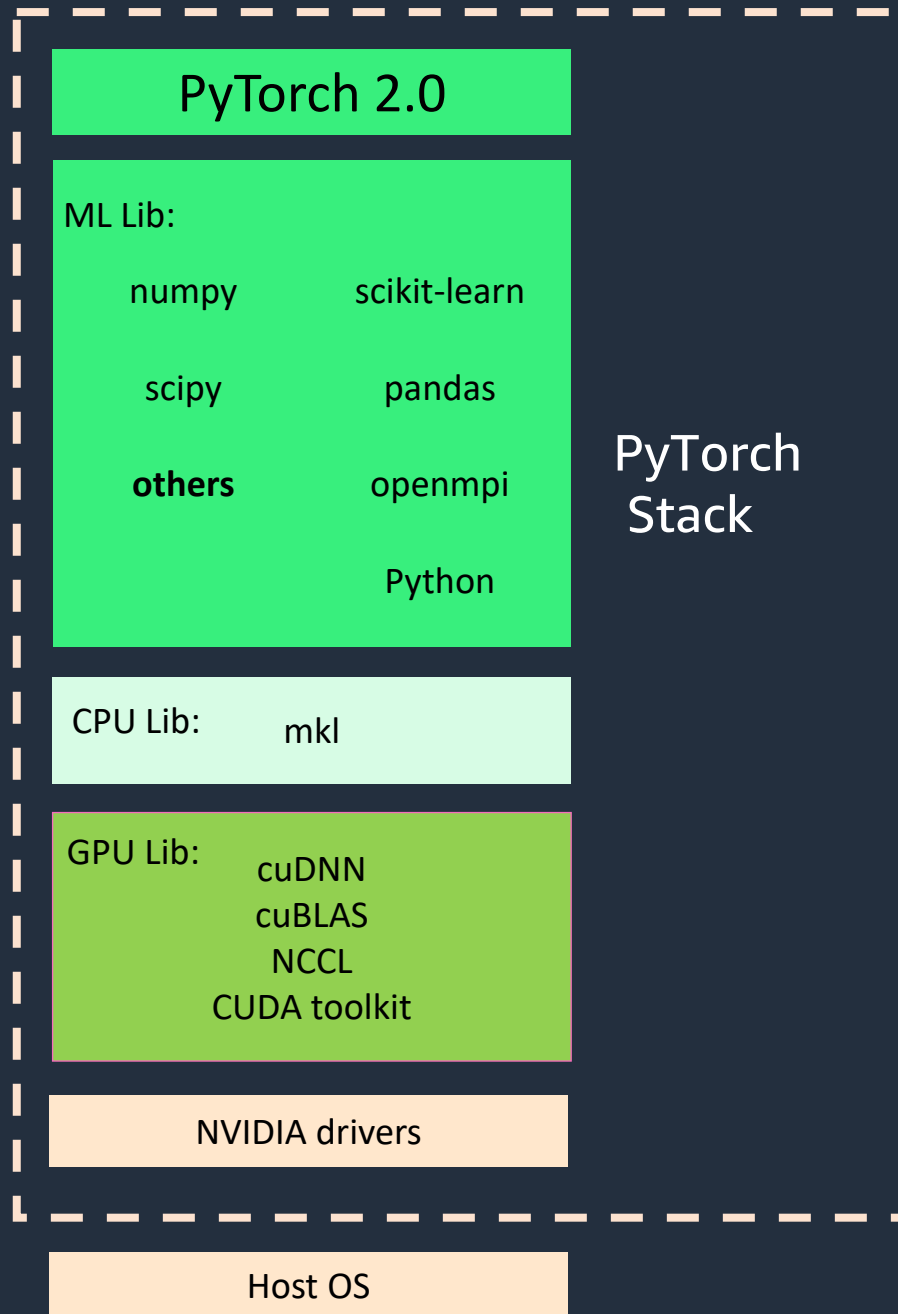 PyTorch 2.0
ML Lib:
numpy scikit-learn
scipy pandas
others openmpi
Python
PyTorch
Stack
CPU Lib: mkl
GPU Lib:
cuDNN
cuBLAS
NCCL
CUDA toolkit
NVIDIA drivers
Host OS